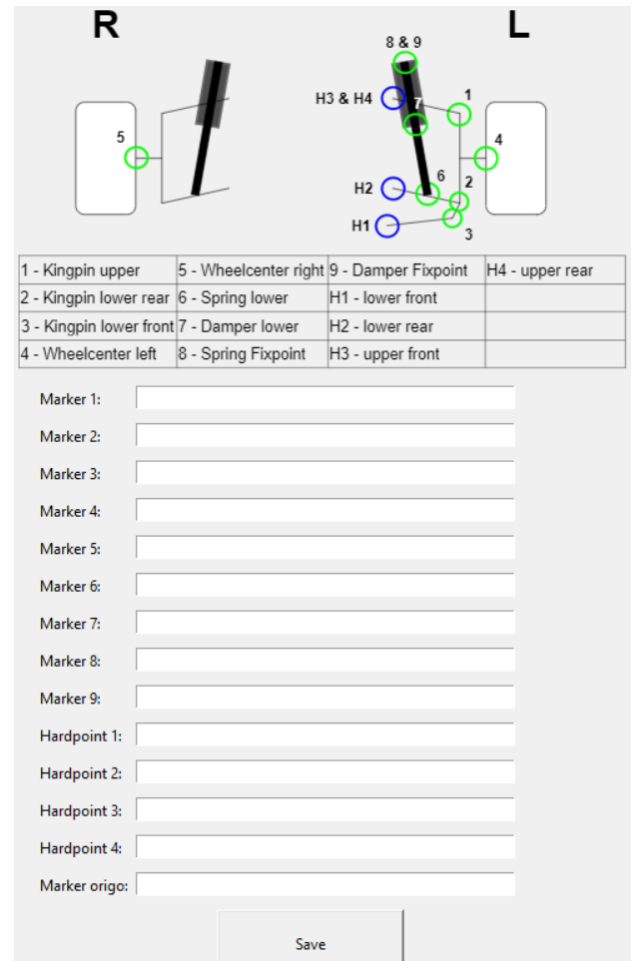 R
L
8 & 9
H3 & H4
1
7
5
4
H2
6
2
H1
3
1 - Kingpin upper 5 - Wheelcenter right 9 - Damper Fixpoint H4 - upper rear
2 - Kingpin lower rear 6 - Spring lower H1 - lower front
3 - Kingpin lower front 7 - Damper lower H2 - lower rear
4 - Wheelcenter left 8 - Spring Fixpoint H3 - upper front
Marker 1:
Marker 2:
Marker 3:
Marker 4:
Marker 5:
Marker 6:
Marker 7:
Marker 8:
Marker 9:
Hardpoint 1:
Hardpoint 2:
Hardpoint 3:
Hardpoint 4:
Marker origo:
Save